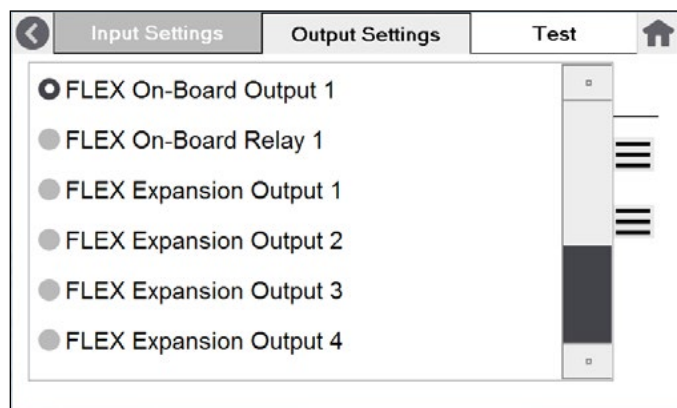 Input Settings
Output Settings
Test
FLEX On-Board Output 1
FLEX On-Board Relay 1
FLEX Expansion Output 1
FLEX Expansion Output 2
FLEX Expansion Output 3
FLEX Expansion Output 4